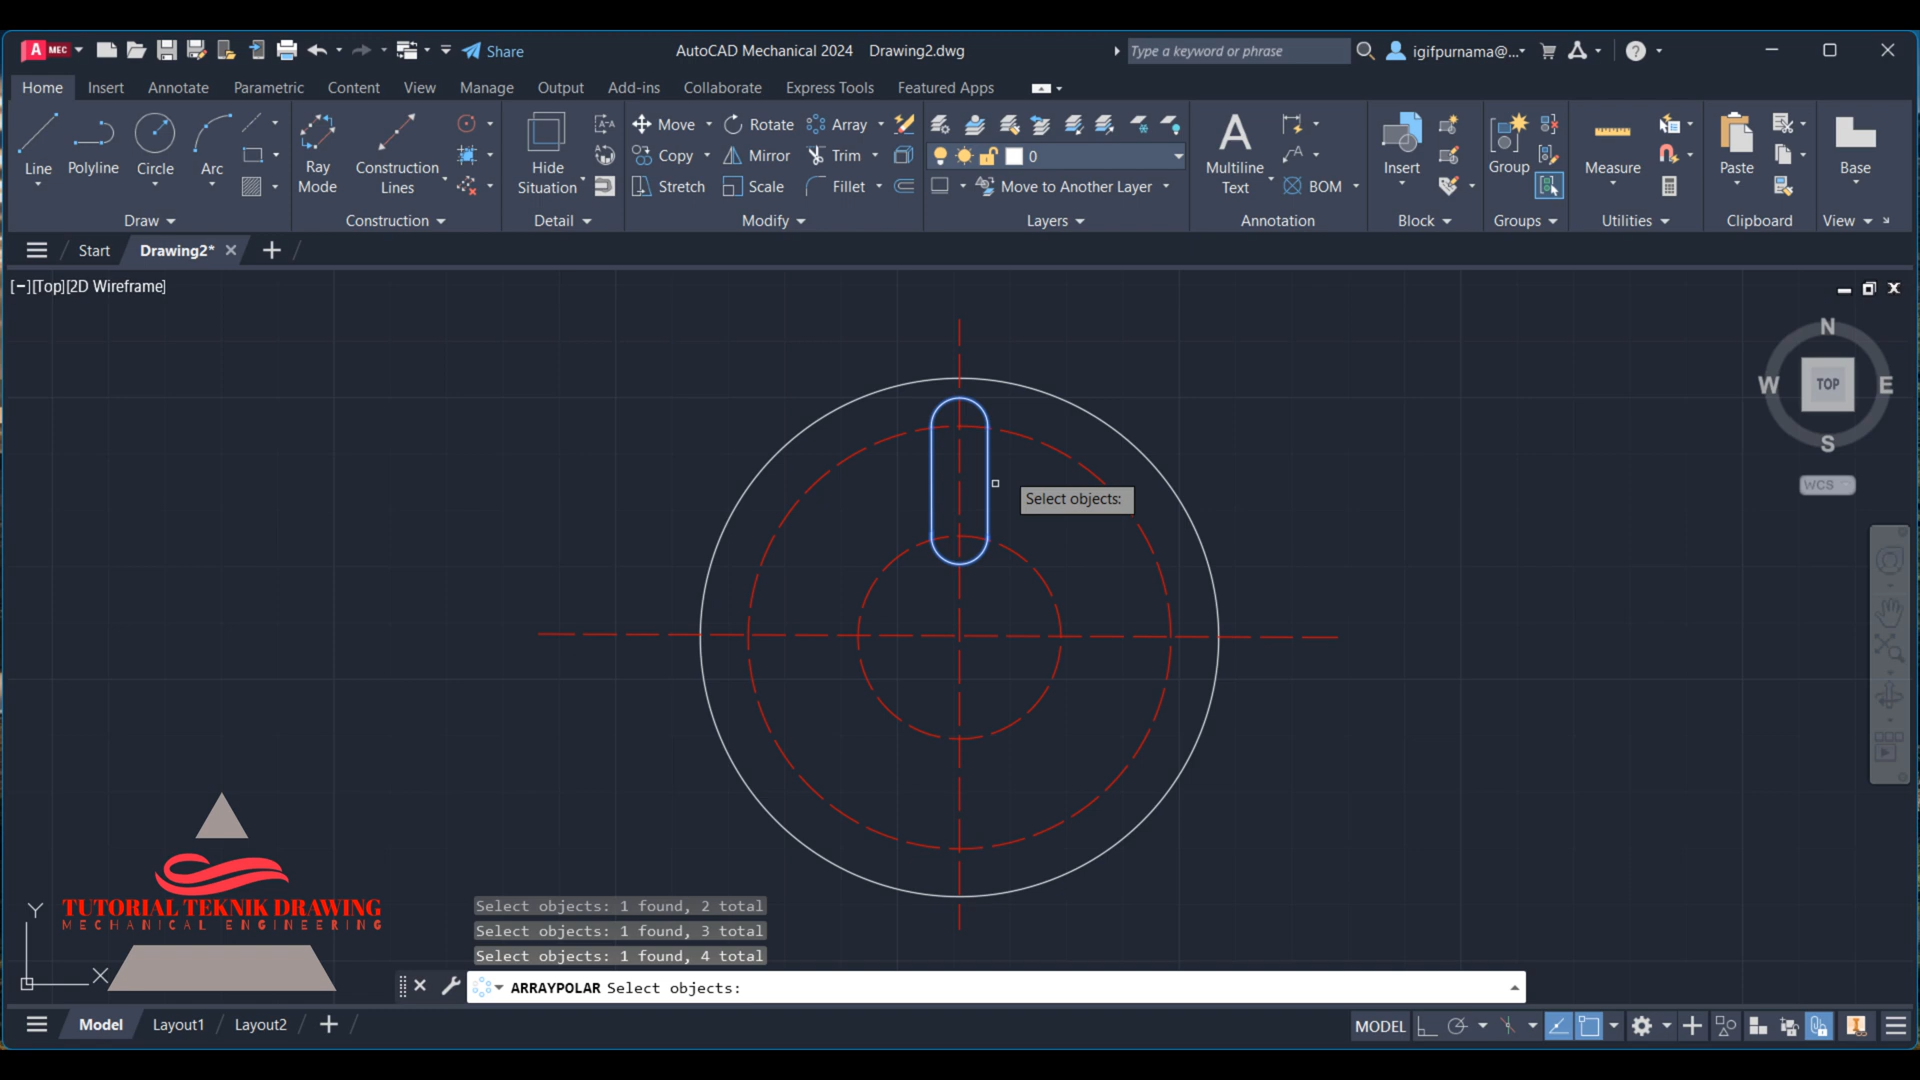 A MEC Share AutoCAD Mechanical 2024 Drawing2.dwg Type a keyword or phrase igifpurnama@...
Home Insert Annotate Parametric Content View Manage Output Add-ins Collaborate Express Tools Featured Apps
Line Polyline Circle Arc
Ray Mode
Construction Lines
Hide Situation
Move Rotate Array
Copy Mirror Trim
Stretch Scale Fillet
0
Move to Another Layer
Multiline Text
BOM
Insert
Group
Measure
Paste
Base
Draw Construction Detail Modify Layers Annotation Block Groups Utilities Clipboard View
Start Drawing2*
[−][Top][2D Wireframe]
N
W TOP E
S
WCS
Select objects:
TUTORIAL TEKNIK DRAWING
MECHANICAL ENGINEERING
Y
X
Select objects: 1 found, 2 total
Select objects: 1 found, 3 total
Select objects: 1 found, 4 total
ARRAYPOLAR Select objects:
Model Layout1 Layout2 MODEL